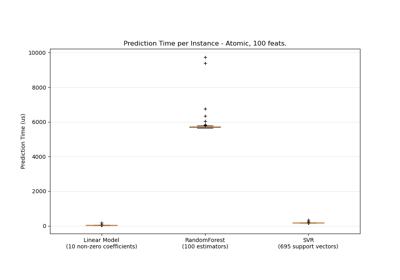 Prediction Time per Instance - Atomic, 100 feats.
10000
8000
6000
4000
2000
0
Prediction Time (us)
Linear Model
(10 non-zero coefficients)
RandomForest
(100 estimators)
SVR
(695 support vectors)